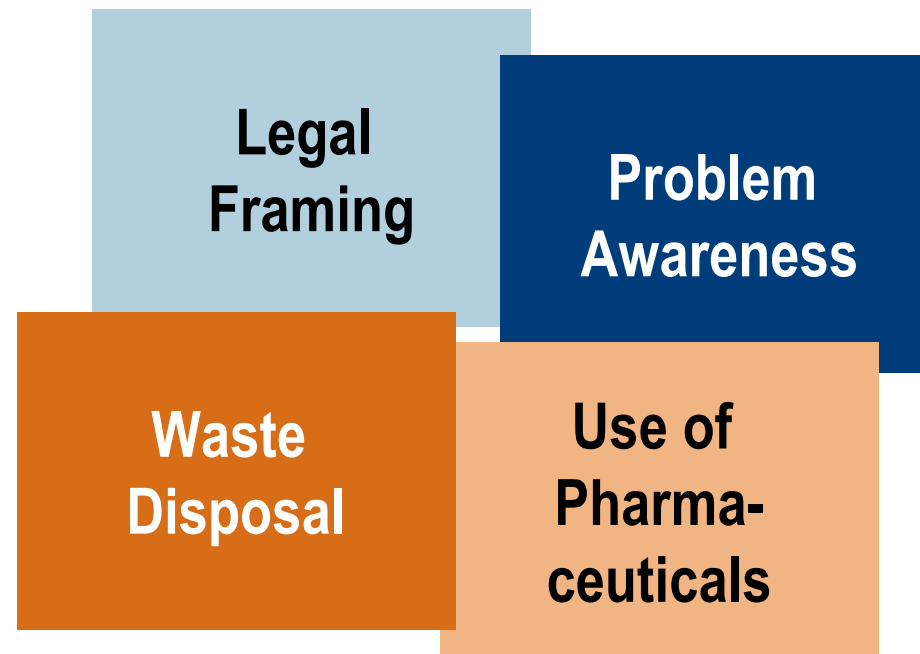 Legal
Framing
Problem
Awareness
Waste
Disposal
Use of
Pharma-
ceuticals